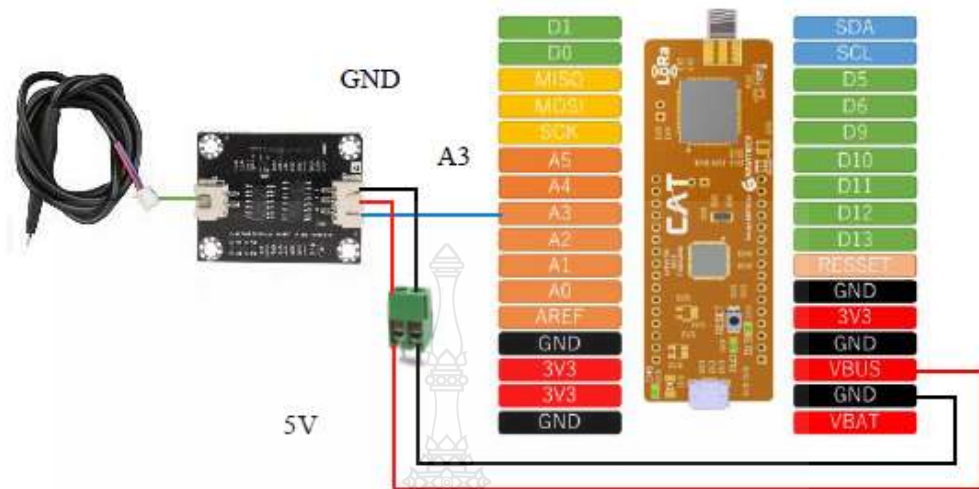 GND
A3
5V
D1
D0
MISO
MOSI
SCK
A5
A4
A3
A2
A1
A0
AREF
GND
3V3
3V3
GND
LoRa
CAT
RESET
SDA
SCL
D5
D6
D9
D10
D11
D12
D13
RESSET
GND
3V3
GND
VBUS
GND
VBAT